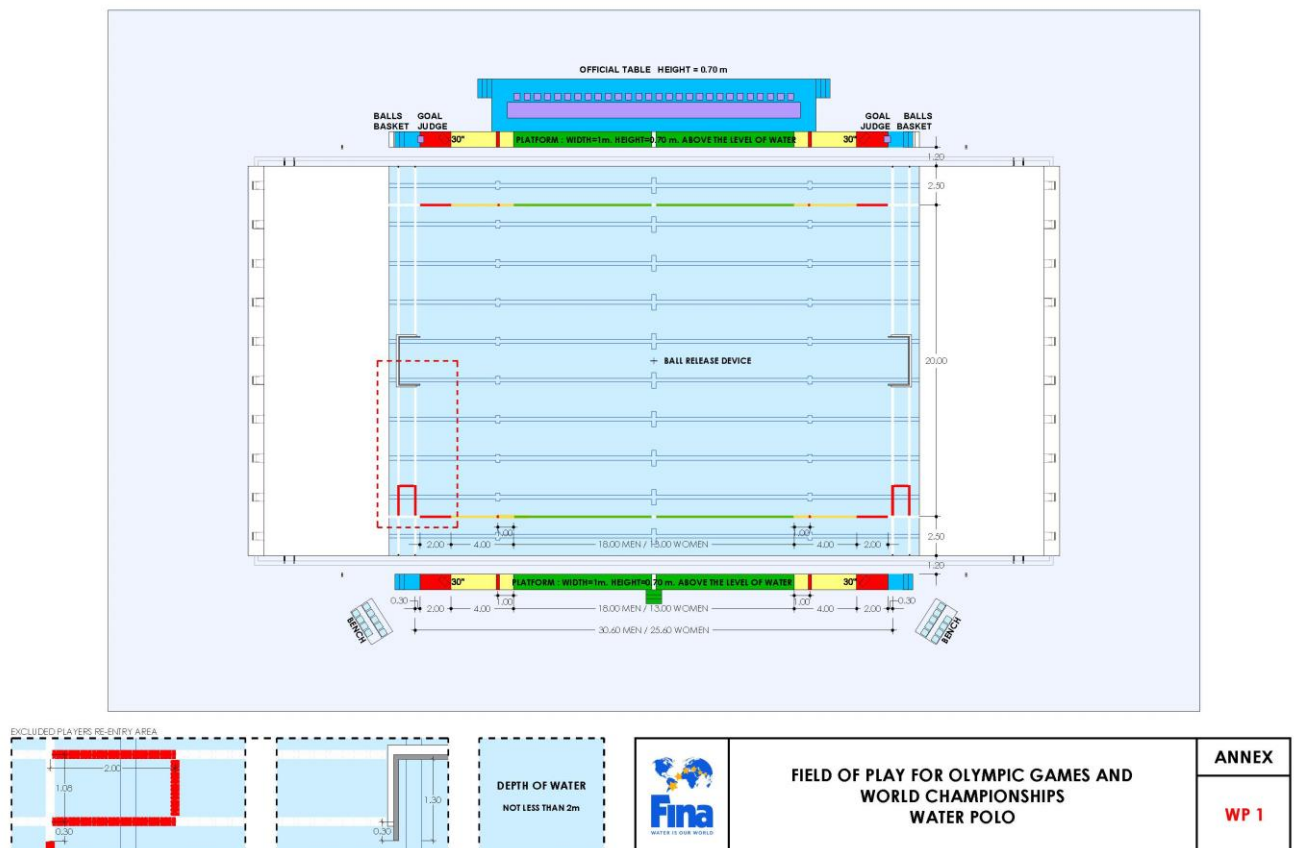 OFFICIAL TABLE HEIGHT = 0.70 m
BALLS BASKET
GOAL JUDGE
GOAL JUDGE
BALLS BASKET
30"
PLATFORM : WIDTH=1m. HEIGHT=0.70 m. ABOVE THE LEVEL OF WATER
30"
1.20
2.50
BALL RELEASE DEVICE
20.00
1.00
1.00
2.00
4.00
18.00 MEN / 13.00 WOMEN
4.00
2.00
2.50
1.20
30"
PLATFORM : WIDTH=1m. HEIGHT=0.70 m. ABOVE THE LEVEL OF WATER
30"
0.30
2.00
4.00
1.00
18.00 MEN / 13.00 WOMEN
1.00
4.00
2.00
0.30
BENCH
30.60 MEN / 25.60 WOMEN
BENCH
EXCLUDED PLAYERS RE-ENTRY AREA
2.00
1.08
0.30
1.30
0.30
DEPTH OF WATER
NOT LESS THAN 2m
Fina
WATER IS OUR WORLD
FIELD OF PLAY FOR OLYMPIC GAMES AND
WORLD CHAMPIONSHIPS
WATER POLO
ANNEX
WP 1